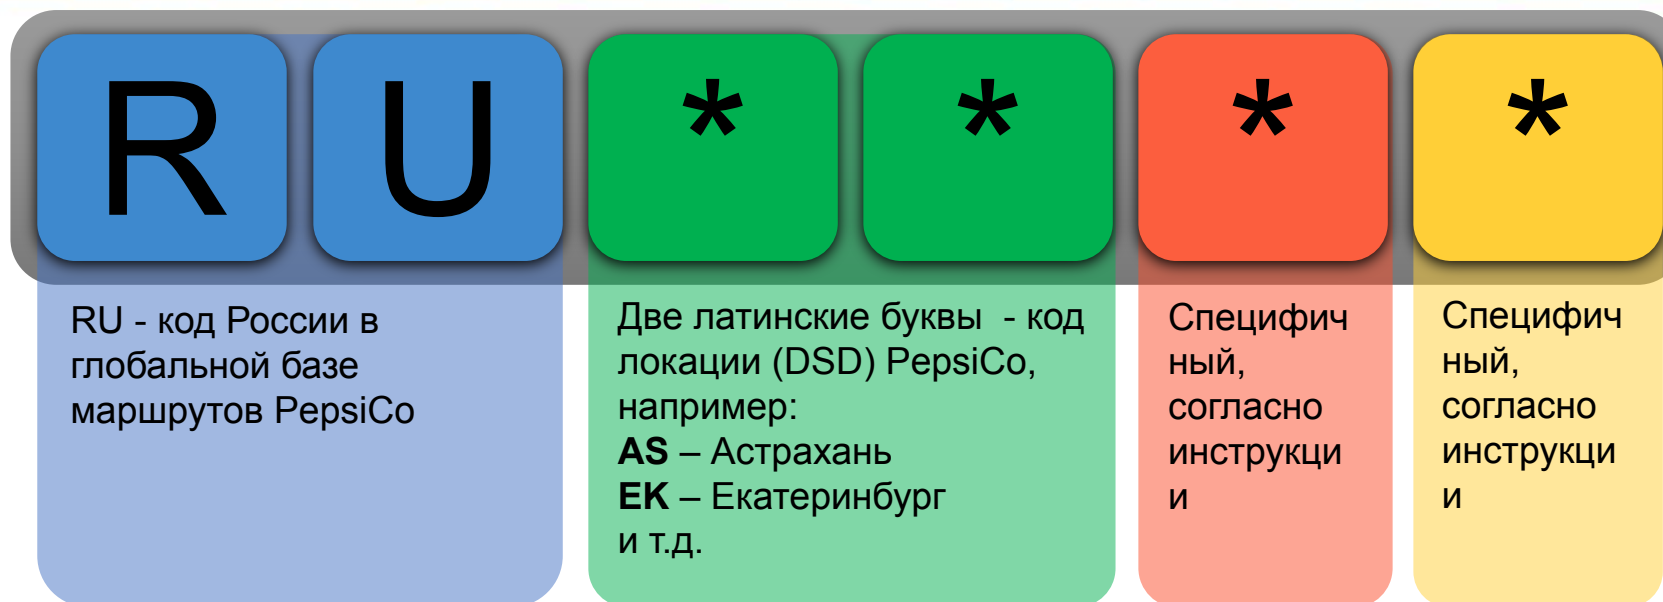 R U * * * *
RU - код России в
глобальной базе
маршрутов PepsiCo
Две латинские буквы - код
локации (DSD) PepsiCo,
например:
AS – Астрахань
EK – Екатеринбург
и т.д.
Специфич
ный,
согласно
инструкци
и
Специфич
ный,
согласно
инструкци
и